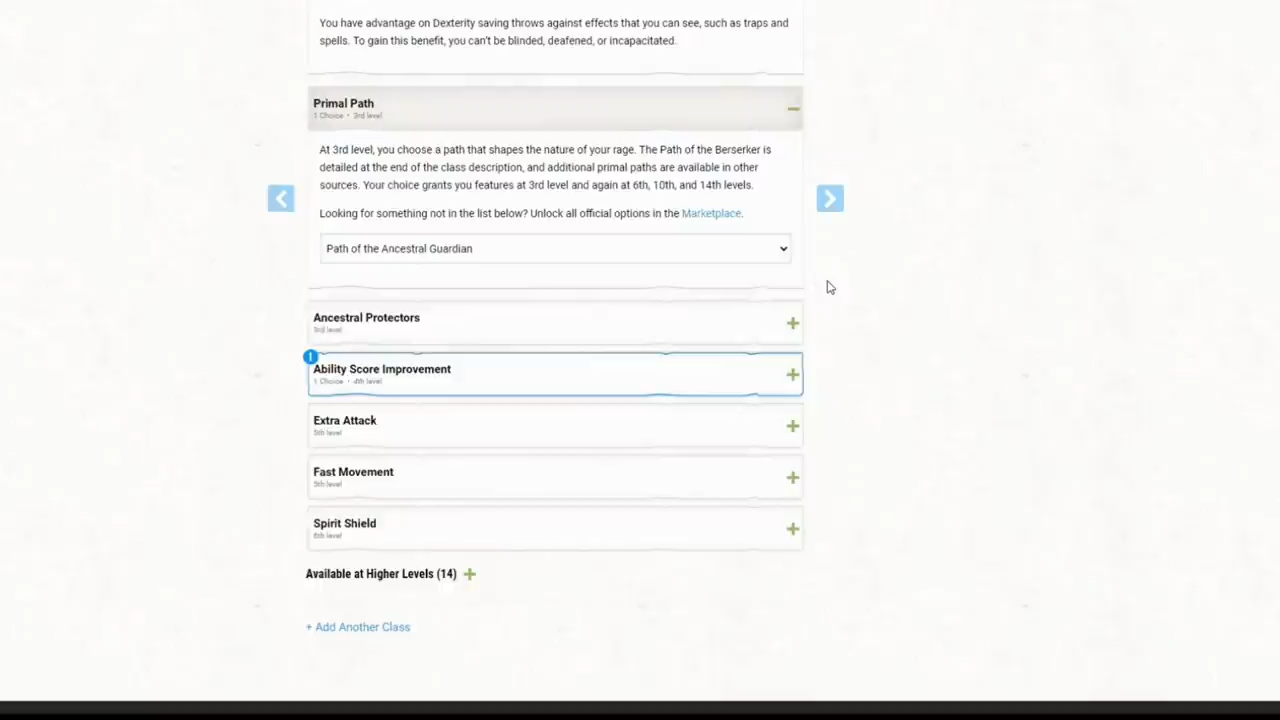 You have advantage on Dexterity saving throws against effects that you can see, such as traps and
spells. To gain this benefit, you can't be blinded, deafened, or incapacitated.
Primal Path
1 Choice • 3rd level
At 3rd level, you choose a path that shapes the nature of your rage. The Path of the Berserker is
detailed at the end of the class description, and additional primal paths are available in other
sources. Your choice grants you features at 3rd level and again at 6th, 10th, and 14th levels.
Looking for something not in the list below? Unlock all official options in the Marketplace.
Path of the Ancestral Guardian
Ancestral Protectors
3rd level
1
Ability Score Improvement
1 Choice • 4th level
Extra Attack
5th level
Fast Movement
5th level
Spirit Shield
6th level
Available at Higher Levels (14) +
+ Add Another Class